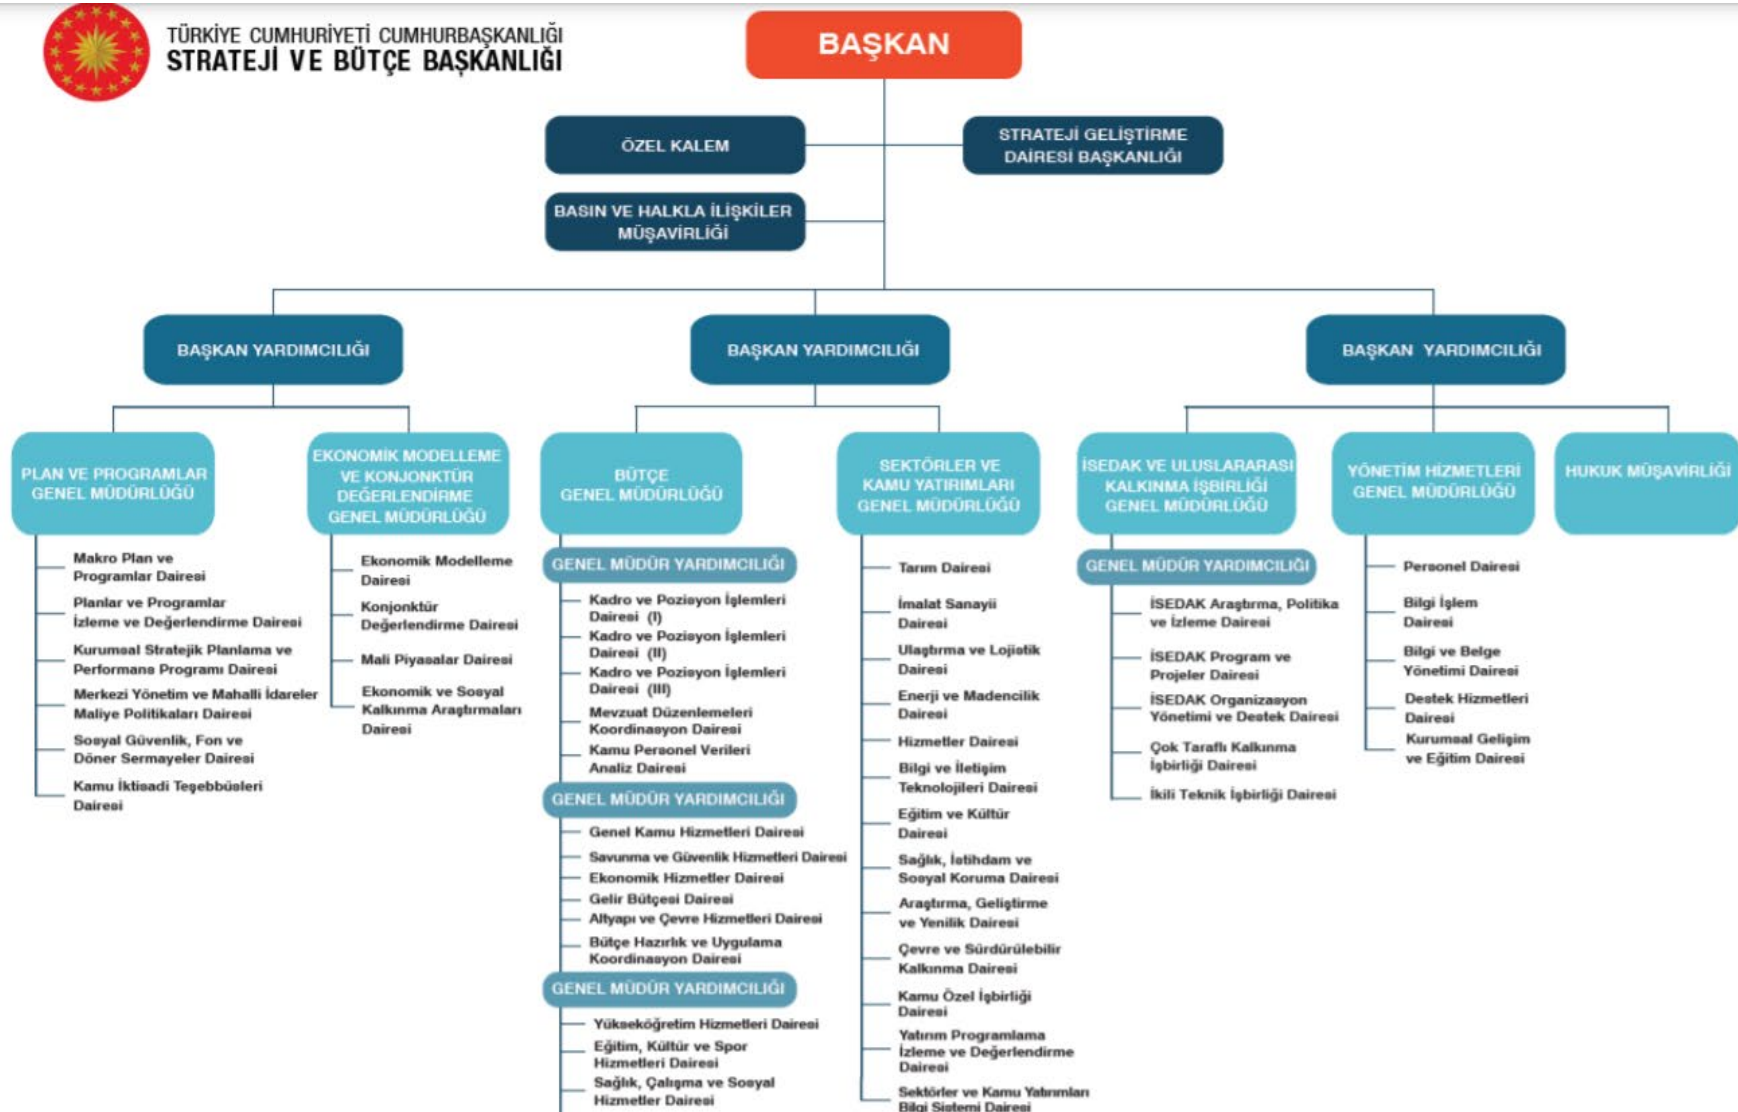 TÜRKİYE CUMHURİYETİ CUMHURBAŞKANLIĞI
STRATEJİ VE BÜTÇE BAŞKANLIĞI
BAŞKAN
ÖZEL KALEM
STRATEJİ GELİŞTİRME
DAİRESİ BAŞKANLIĞI
BASIN VE HALKLA İLİŞKİLER
MÜŞAVİRLİĞİ
BAŞKAN YARDIMCILIĞI
BAŞKAN YARDIMCILIĞI
BAŞKAN YARDIMCILIĞI
PLAN VE PROGRAMLAR
GENEL MÜDÜRLÜĞÜ
Makro Plan ve
Programlar Dairesi
Planlar ve Programlar
İzleme ve Değerlendirme Dairesi
Kurumsal Stratejik Planlama ve
Performans Programı Dairesi
Merkezi Yönetim ve Mahalli İdareler
Maliye Politikaları Dairesi
Sosyal Güvenlik, Fon ve
Döner Sermayeler Dairesi
Kamu İktisadi Teşebbüsleri
Dairesi
EKONOMİK MODELLEME
VE KONJONKTÜR
DEĞERLENDİRME
GENEL MÜDÜRLÜĞÜ
Ekonomik Modelleme
Dairesi
Konjonktür
Değerlendirme Dairesi
Mali Piyasalar Dairesi
Ekonomik ve Sosyal
Kalkınma Araştırmaları
Dairesi
BÜTÇE
GENEL MÜDÜRLÜĞÜ
GENEL MÜDÜR YARDIMCILIĞI
Kadro ve Pozisyon İşlemleri
Dairesi (I)
Kadro ve Pozisyon İşlemleri
Dairesi (II)
Kadro ve Pozisyon İşlemleri
Dairesi (III)
Mevzuat Düzenlemeleri
Koordinasyon Dairesi
Kamu Personel Verileri
Analiz Dairesi
GENEL MÜDÜR YARDIMCILIĞI
Genel Kamu Hizmetleri Dairesi
Savunma ve Güvenlik Hizmetleri Dairesi
Ekonomik Hizmetler Dairesi
Gelir Bütçesi Dairesi
Altyapı ve Çevre Hizmetleri Dairesi
Bütçe Hazırlık ve Uygulama
Koordinasyon Dairesi
GENEL MÜDÜR YARDIMCILIĞI
Yükseköğretim Hizmetleri Dairesi
Eğitim, Kültür ve Spor
Hizmetleri Dairesi
Sağlık, Çalışma ve Sosyal
Hizmetler Dairesi
SEKTÖRLER VE
KAMU YATIRIMLARI
GENEL MÜDÜRLÜĞÜ
Tarım Dairesi
İmalat Sanayii
Dairesi
Ulaştırma ve Lojistik
Dairesi
Enerji ve Madencilik
Dairesi
Hizmetler Dairesi
Bilgi ve İletişim
Teknolojileri Dairesi
Eğitim ve Kültür
Dairesi
Sağlık, İstihdam ve
Sosyal Koruma Dairesi
Araştırma, Geliştirme
ve Yenilik Dairesi
Çevre ve Sürdürülebilir
Kalkınma Dairesi
Kamu Özel İşbirliği
Dairesi
Yatırım Programlama
İzleme ve Değerlendirme
Dairesi
Sektörler ve Kamu Yatırımları
Bilgi Sistemi Dairesi
İSEDAK VE ULUSLARARASI
KALKINMA İŞBİRLİĞİ
GENEL MÜDÜRLÜĞÜ
GENEL MÜDÜR YARDIMCILIĞI
İSEDAK Araştırma, Politika
ve İzleme Dairesi
İSEDAK Program ve
Projeler Dairesi
İSEDAK Organizasyon
Yönetimi ve Destek Dairesi
Çok Taraflı Kalkınma
İşbirliği Dairesi
İkili Teknik İşbirliği Dairesi
YÖNETİM HİZMETLERİ
GENEL MÜDÜRLÜĞÜ
Personel Dairesi
Bilgi İşlem
Dairesi
Bilgi ve Belge
Yönetimi Dairesi
Destek Hizmetleri
Dairesi
Kurumsal Gelişim
ve Eğitim Dairesi
HUKUK MÜŞAVİRLİĞİ